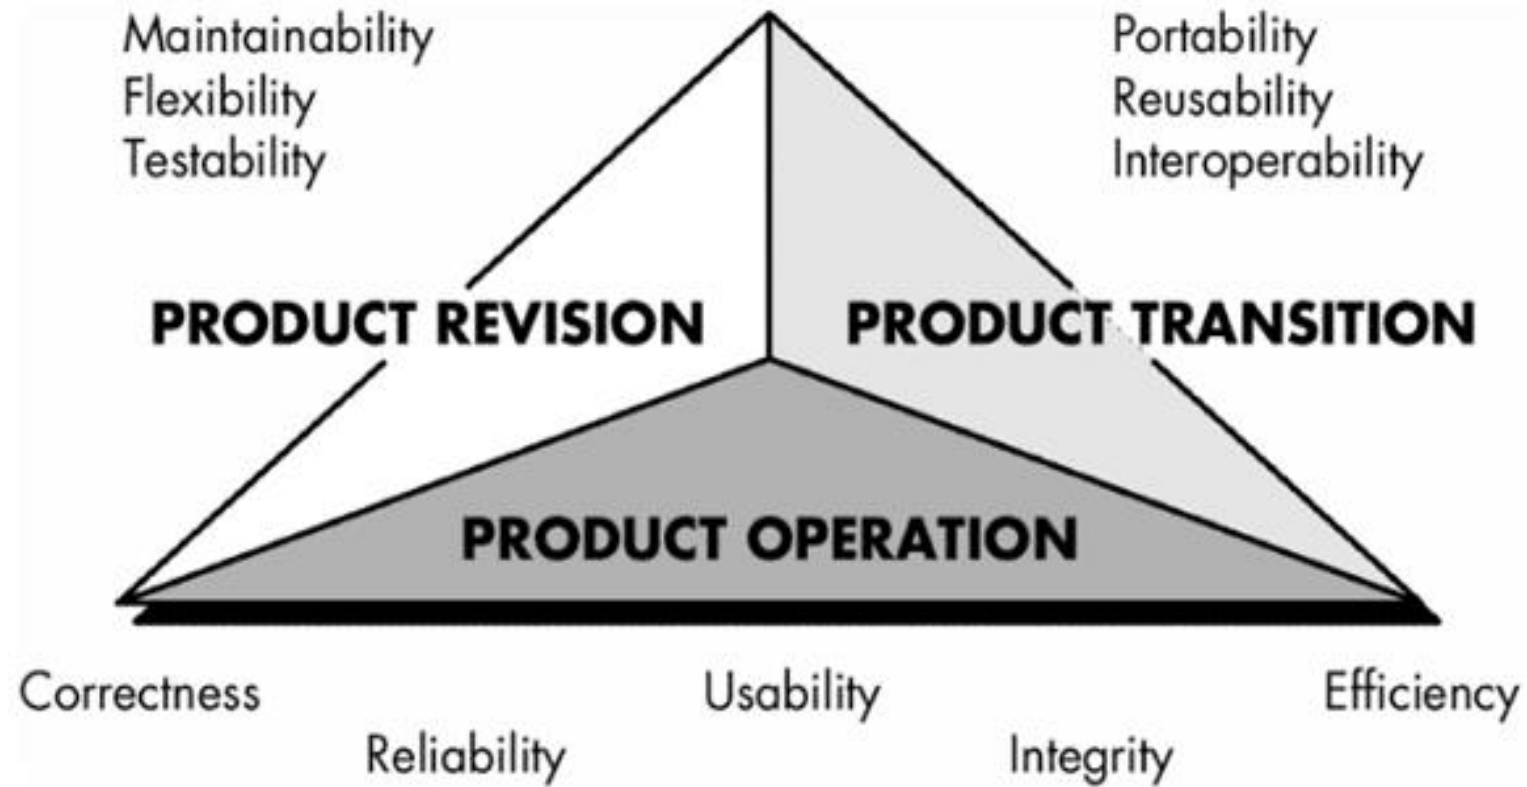 Maintainability
Flexibility
Testability
Portability
Reusability
Interoperability
PRODUCT REVISION
PRODUCT TRANSITION
PRODUCT OPERATION
Correctness
Usability
Efficiency
Reliability
Integrity